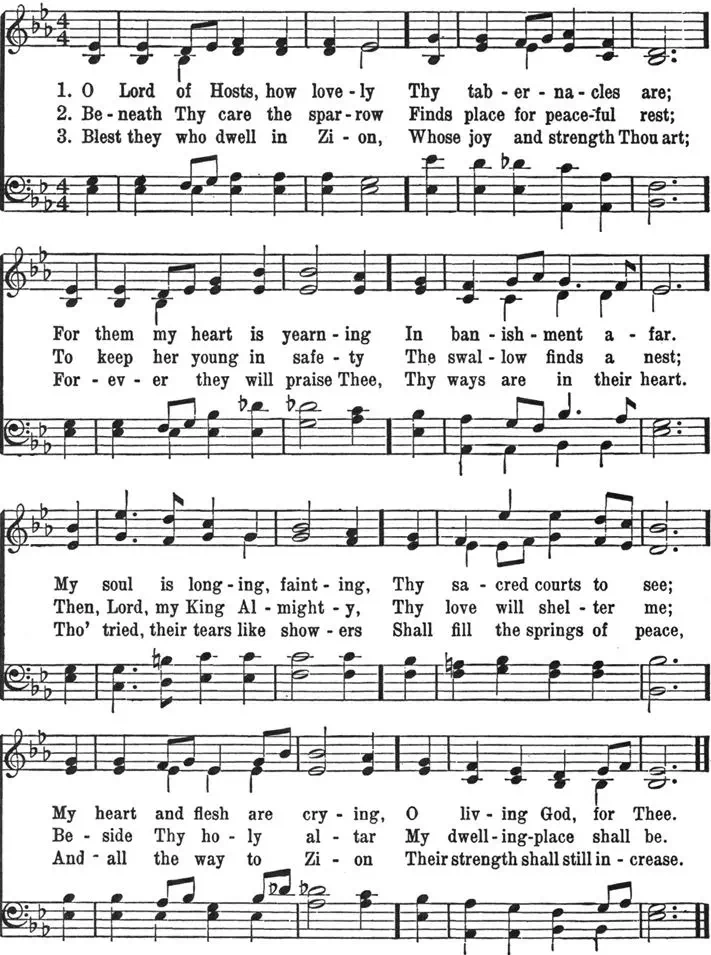 4 4
1. O Lord of Hosts, how love - ly Thy tab - er - na - cles are;
2. Be - neath Thy care the spar - row Finds place for peace - ful rest;
3. Blest they who dwell in Zi - on, Whose joy and strength Thou art;
4 4
For them my heart is yearn - ing In ban - ish - ment a - far.
To keep her young in safe - ty The swal - low finds a nest;
For - ev - er they will praise Thee, Thy ways are in their heart.
My soul is long - ing, faint - ing, Thy sa - cred courts to see;
Then, Lord, my King Al - might - y, Thy love will shel - ter me;
Tho' tried, their tears like show - ers Shall fill the springs of peace,
My heart and flesh are cry - ing, O liv - ing God, for Thee.
Be - side Thy ho - ly al - tar My dwell - ing-place shall be.
And - all the way to Zi - on Their strength shall still in - crease.